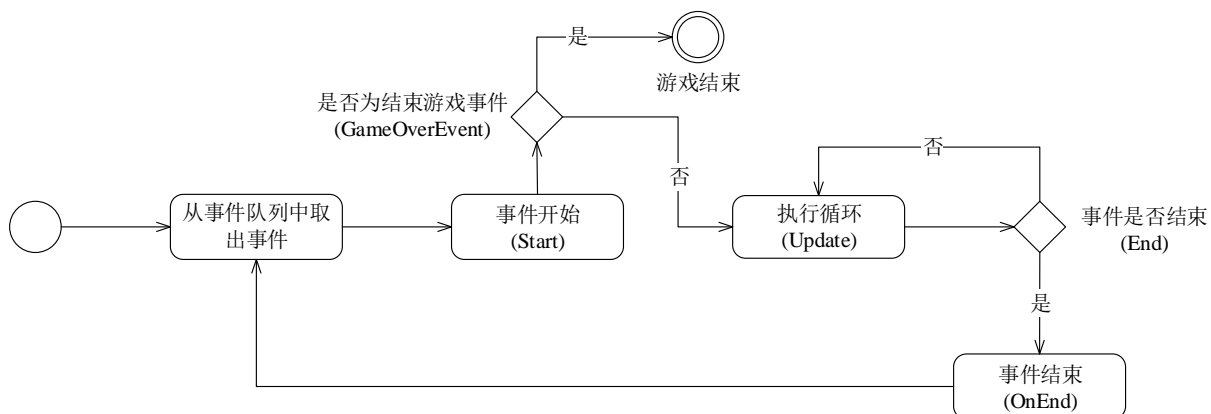 是
游戏结束
是否为结束游戏事件
(GameOverEvent)
否
否
从事件队列中取
出事件
事件开始
(Start)
执行循环
(Update)
事件是否结束
(End)
是
事件结束
(OnEnd)